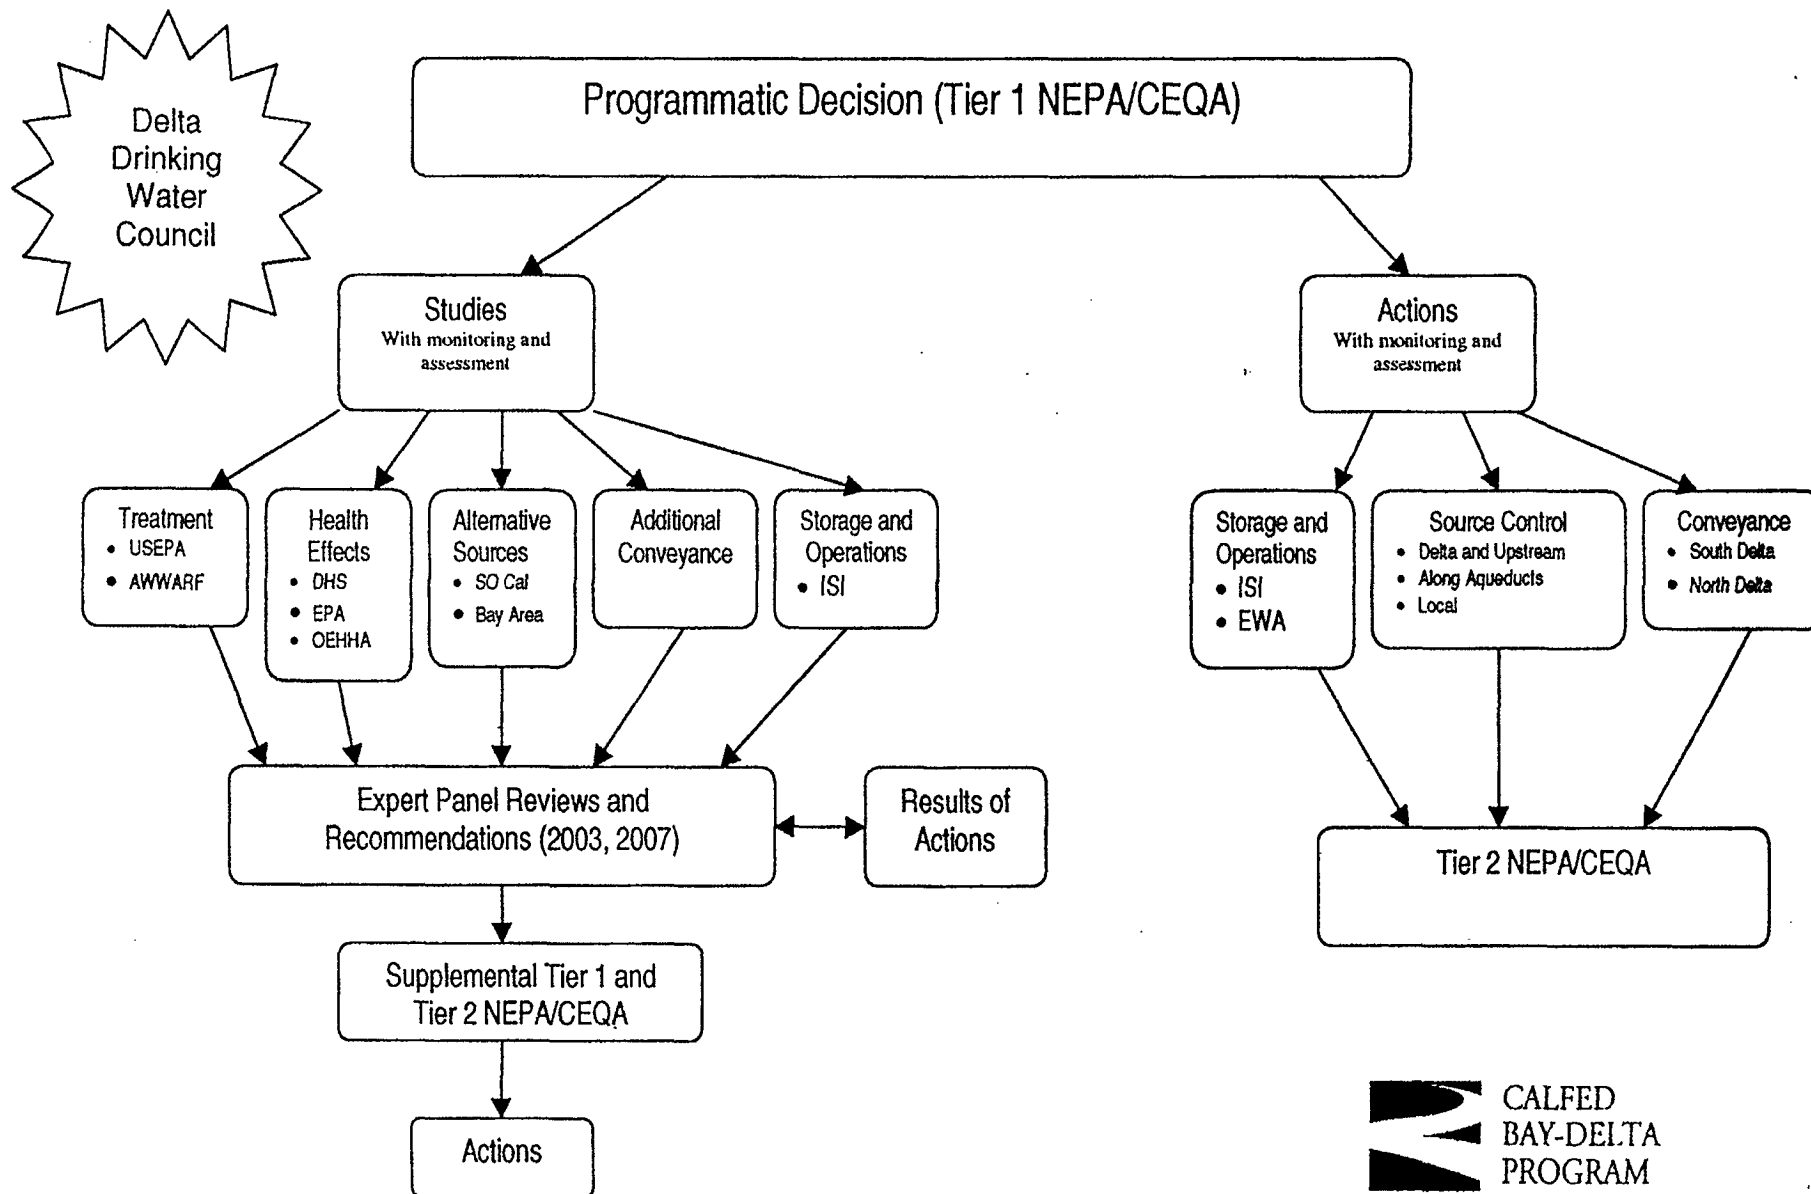 Delta
Drinking
Water
Council
Programmatic Decision (Tier 1 NEPA/CEQA)
Studies
With monitoring and
assessment
Actions
With monitoring and
assessment
Treatment
• USEPA
• AWWARF
Health
Effects
• DHS
• EPA
• OEHHA
Alternative
Sources
• SO Cal
• Bay Area
Additional
Conveyance
Storage and
Operations
• ISI
Storage and
Operations
• ISI
• EWA
Source Control
• Delta and Upstream
• Along Aqueducts
• Local
Conveyance
• South Delta
• North Delta
Expert Panel Reviews and
Recommendations (2003, 2007)
Results of
Actions
Tier 2 NEPA/CEQA
Supplemental Tier 1 and
Tier 2 NEPA/CEQA
Actions
CALFED
BAY-DELTA
PROGRAM